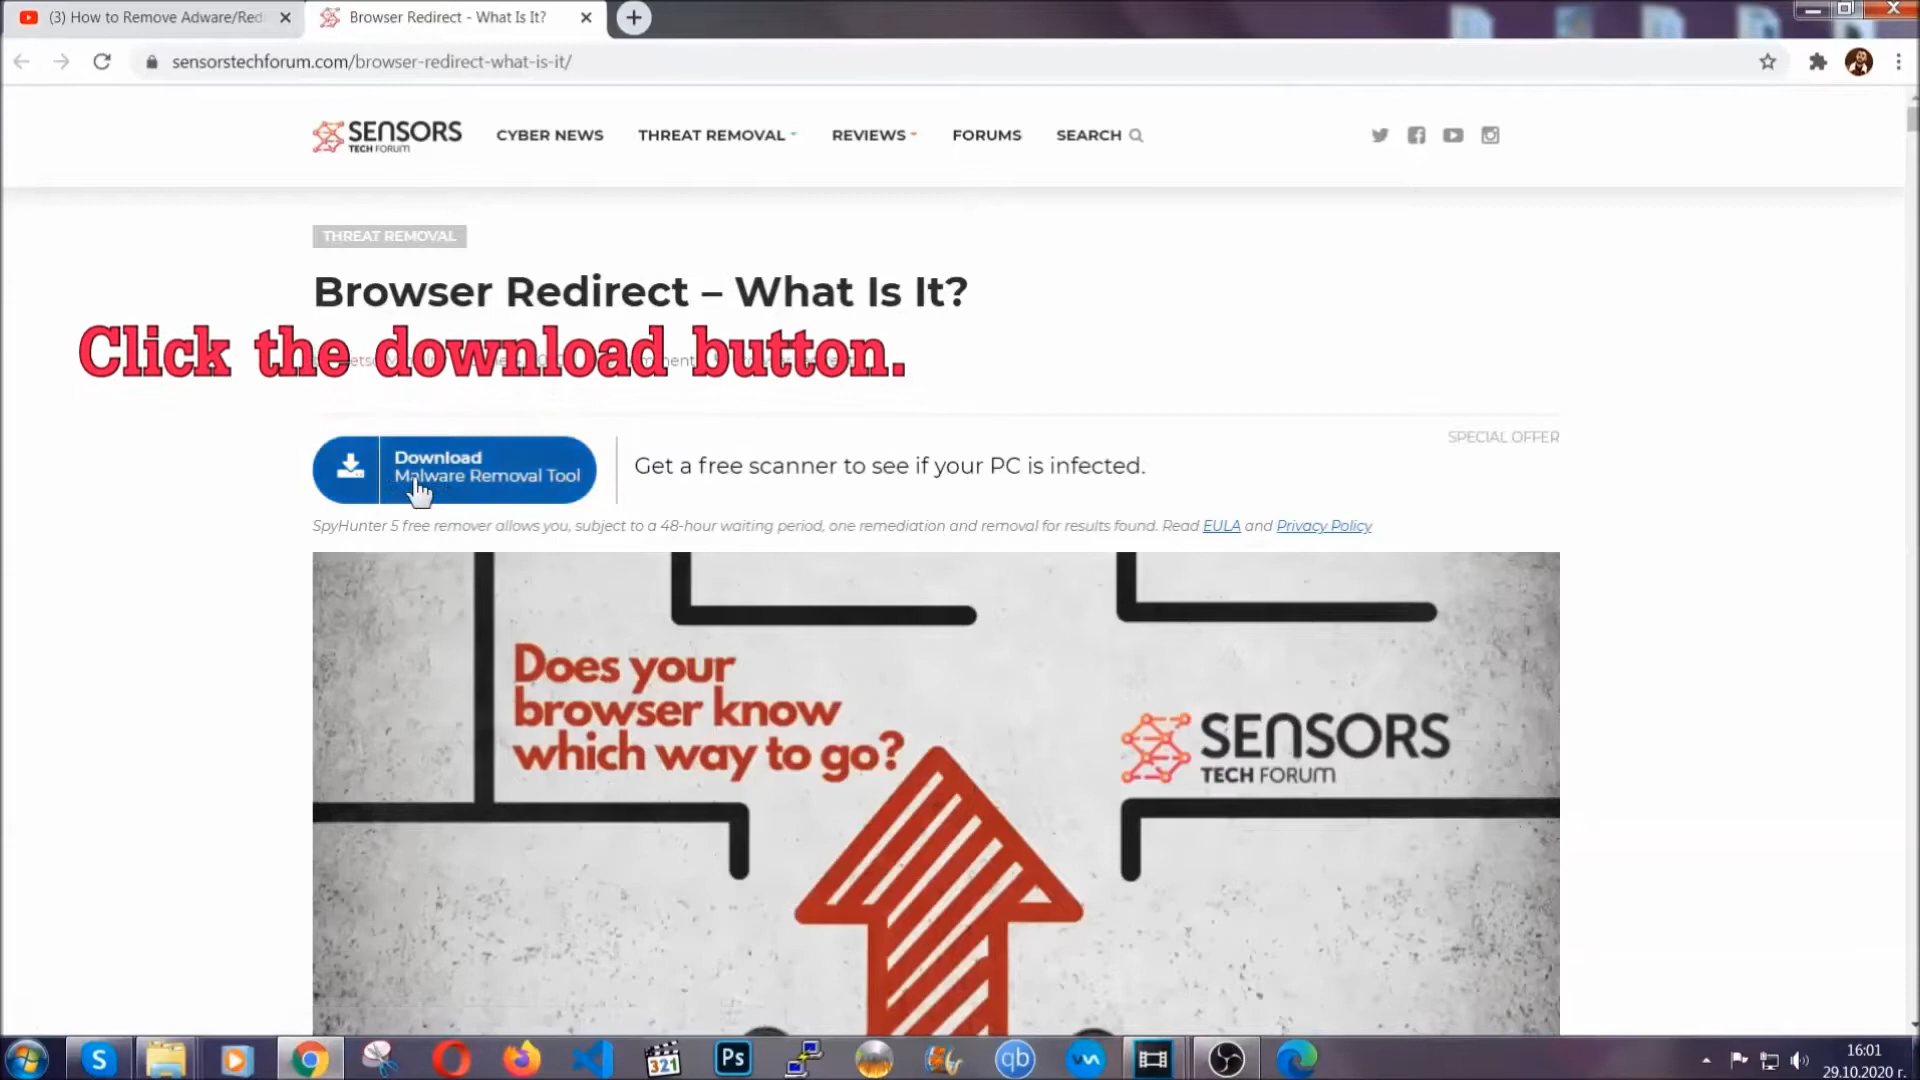 (3) How to Remove Adware/Redi
Browser Redirect - What Is It?
sensorstechforum.com/browser-redirect-what-is-it/
SENSORS
TECH FORUM
CYBER NEWS
THREAT REMOVAL
REVIEWS
FORUMS
SEARCH
THREAT REMOVAL
Browser Redirect – What Is It?
Click the download button.
SPECIAL OFFER
Download
Malware Removal Tool
Get a free scanner to see if your PC is infected.
SpyHunter 5 free remover allows you, subject to a 48-hour waiting period, one remediation and removal for results found. Read EULA and Privacy Policy
Does your
browser know
which way to go?
SENSORS
TECH FORUM
S
321
Ps
qb
16:01
29.10.2020 г.